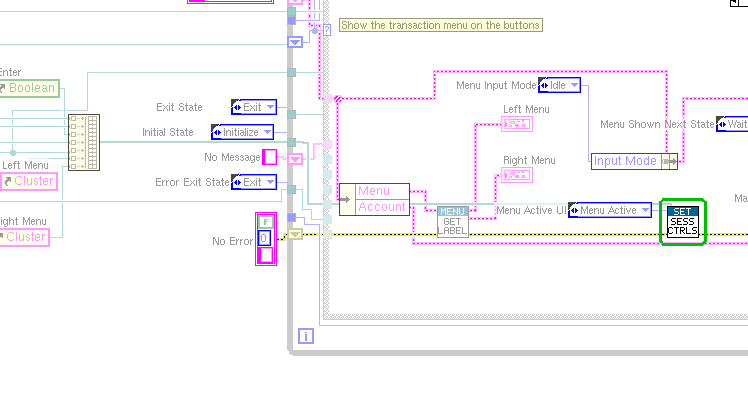 Show the transaction menu on the buttons
?
Enter
Boolean
Menu Input Mode
Idle
Exit State
Exit
Left Menu
Initial State
Initialize
Menu Shown Next State
Wait
No Message
Right Menu
Input Mode
Left Menu
Cluster
Error Exit State
Exit
Menu
Account
Menu Active UI
Menu Active
MENU
GET
LABEL
SET
SESS
CTRLS
Ma
ight Menu
Cluster
No Error
F
0
i